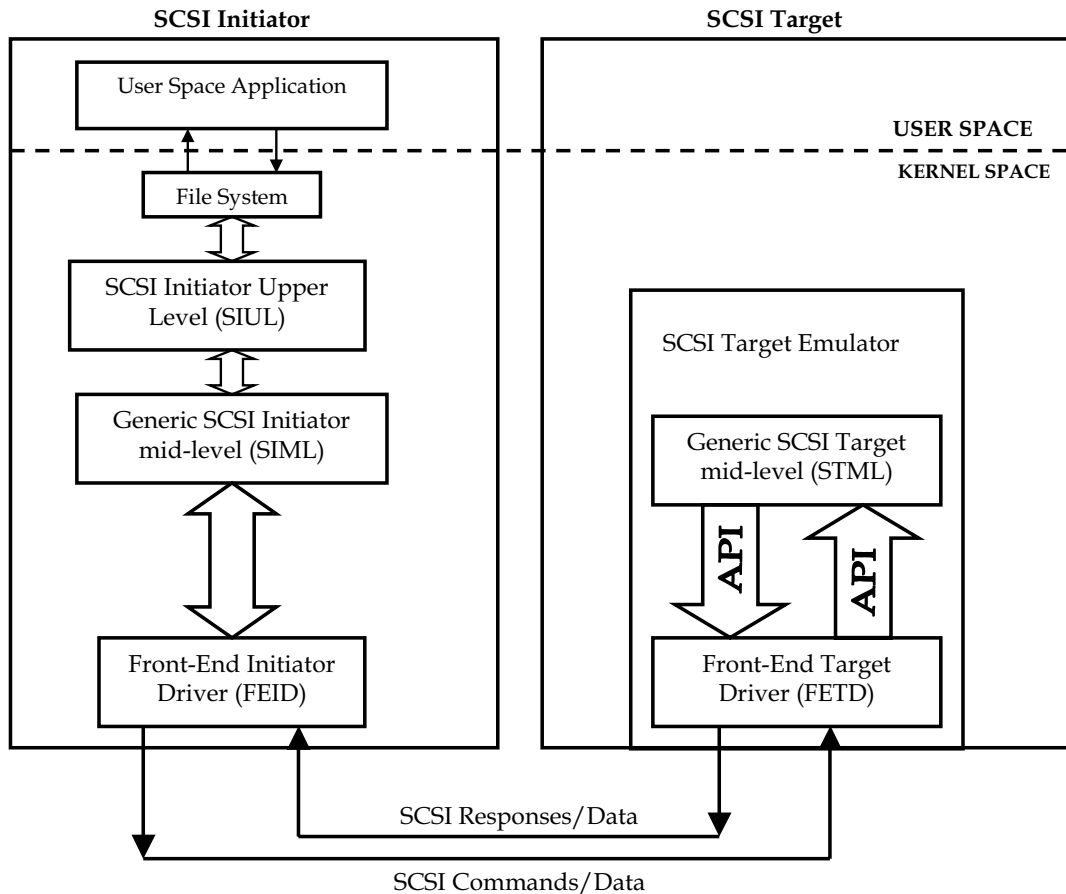 SCSI Initiator
SCSI Target
User Space Application
USER SPACE
KERNEL SPACE
File System
SCSI Initiator Upper
Level (SIUL)
SCSI Target Emulator
Generic SCSI Initiator
mid-level (SIML)
Generic SCSI Target
mid-level (STML)
API
API
Front-End Initiator
Driver (FEID)
Front-End Target
Driver (FETD)
SCSI Responses/Data
SCSI Commands/Data